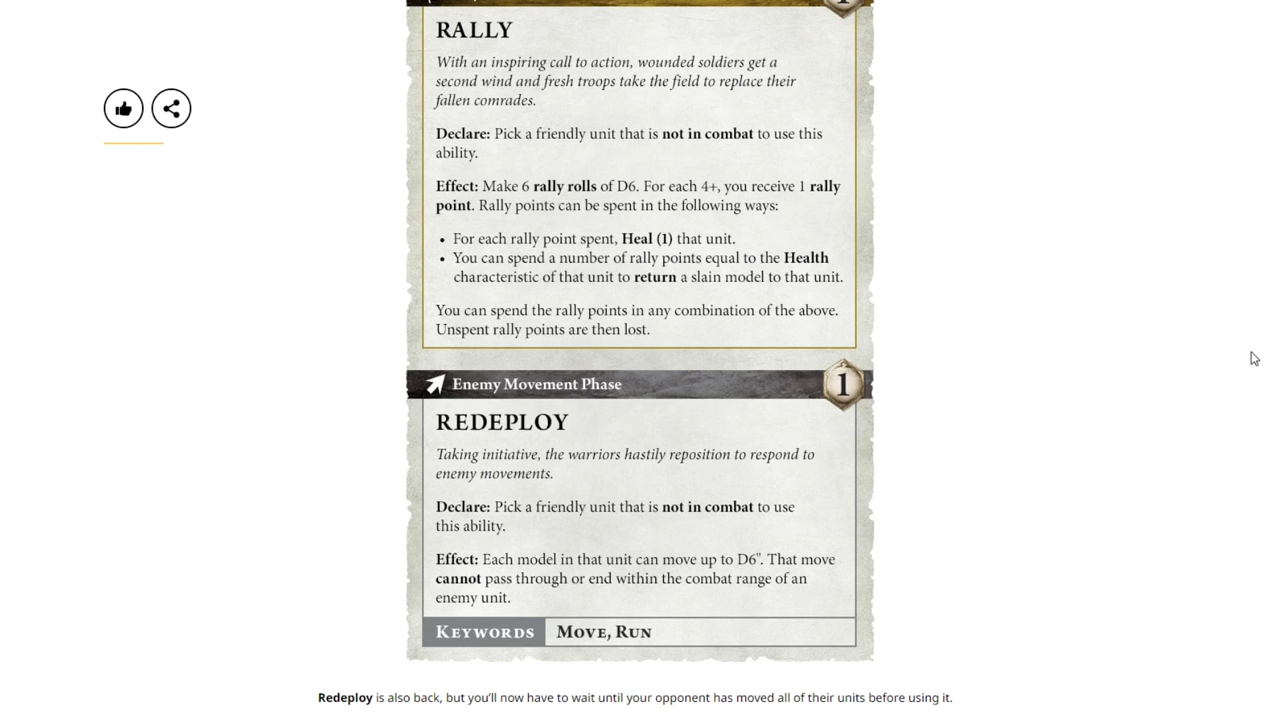 RALLY
With an inspiring call to action, wounded soldiers get a
second wind and fresh troops take the field to replace their
fallen comrades.
Declare: Pick a friendly unit that is not in combat to use this
ability.
Effect: Make 6 rally rolls of D6. For each 4+, you receive 1 rally
point. Rally points can be spent in the following ways:
• For each rally point spent, Heal (1) that unit.
• You can spend a number of rally points equal to the Health
characteristic of that unit to return a slain model to that unit.
You can spend the rally points in any combination of the above.
Unspent rally points are then lost.
Enemy Movement Phase
1
REDEPLOY
Taking initiative, the warriors hastily reposition to respond to
enemy movements.
Declare: Pick a friendly unit that is not in combat to use
this ability.
Effect: Each model in that unit can move up to D6". That move
cannot pass through or end within the combat range of an
enemy unit.
KEYWORDS MOVE, RUN
Redeploy is also back, but you’ll now have to wait until your opponent has moved all of their units before using it.